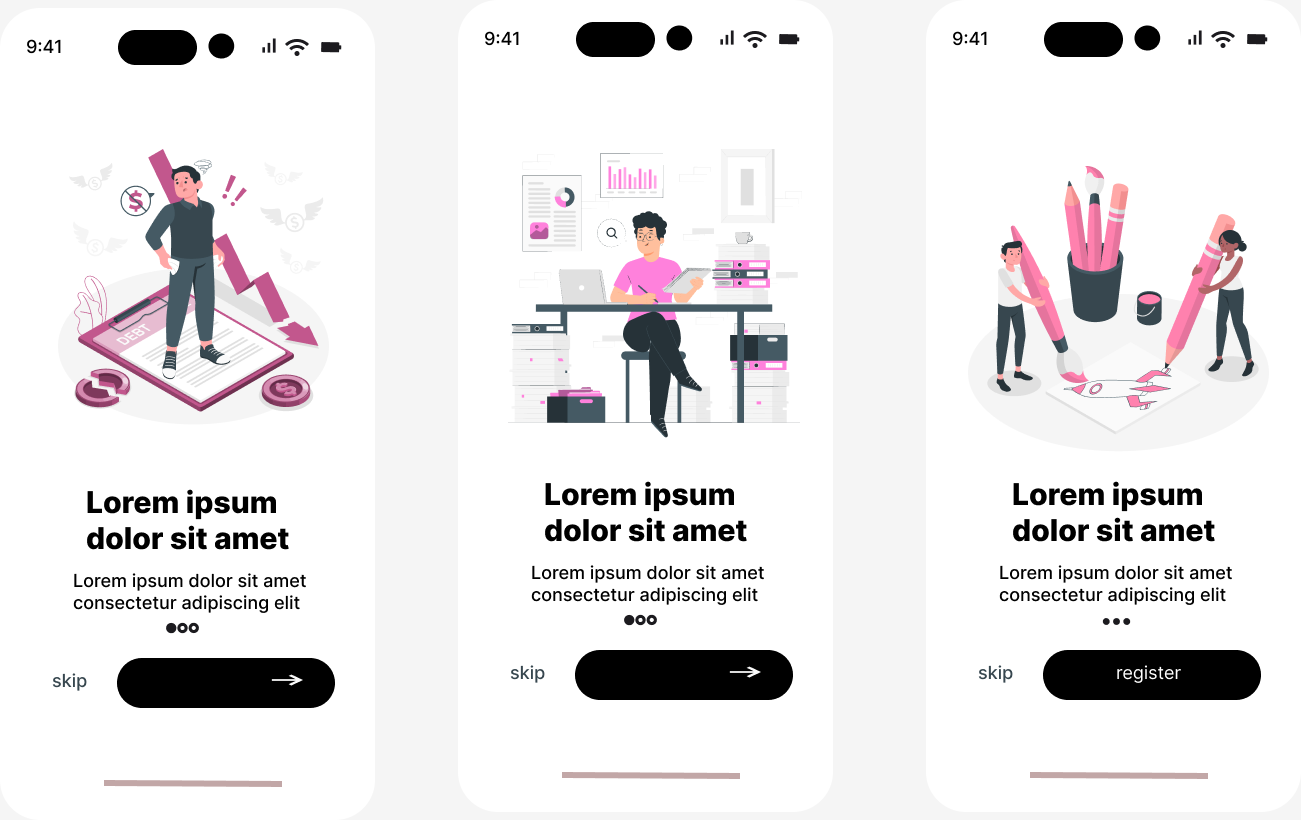 9:41
DEBT
$
$
$
$
$
$
Lorem ipsum
dolor sit amet
Lorem ipsum dolor sit amet
consectetur adipiscing elit
skip
9:41
Lorem ipsum
dolor sit amet
Lorem ipsum dolor sit amet
consectetur adipiscing elit
skip
9:41
Lorem ipsum
dolor sit amet
Lorem ipsum dolor sit amet
consectetur adipiscing elit
skip register